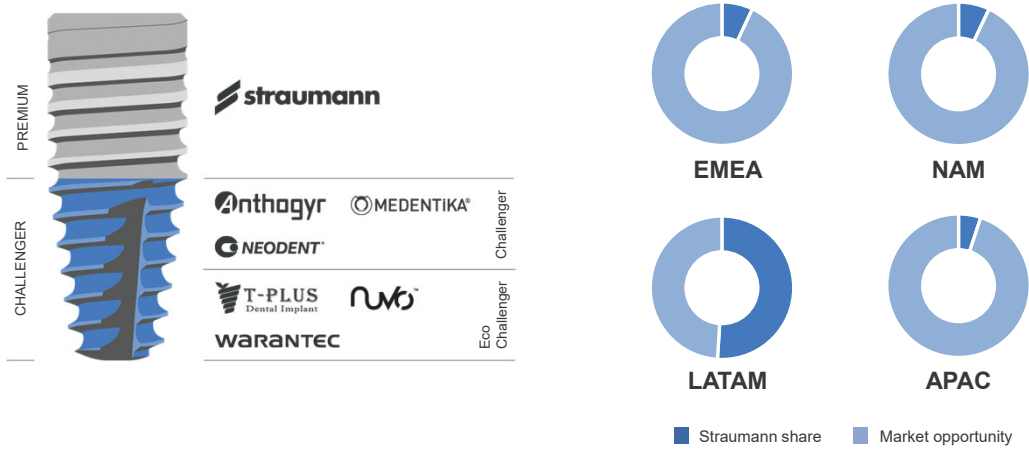 PREMIUM
straumann
CHALLENGER
Anthogyr
MEDENTIKA®
NEODENT®
Challenger
T-PLUS
Dental Implant
nuvo™
WARANTEC
Eco
Challenger
EMEA
NAM
LATAM
APAC
Straumann share
Market opportunity